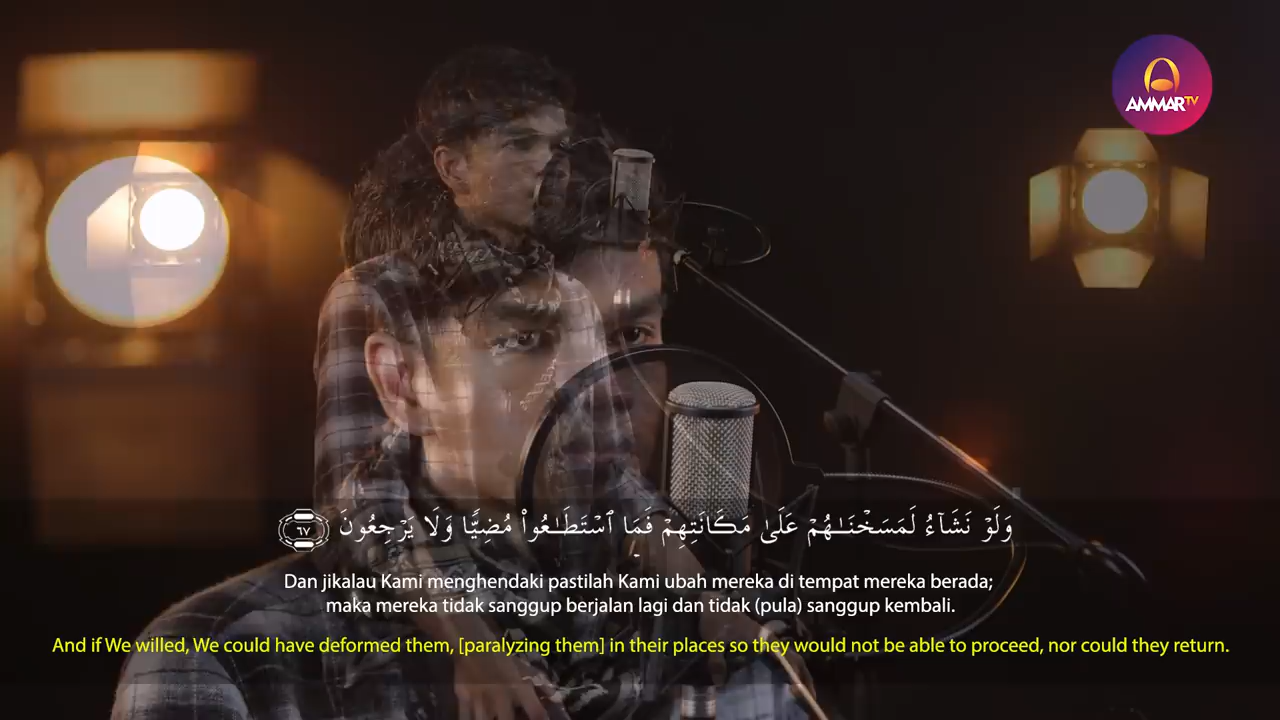 AMMARTV
وَلَوْ نَشَآءُ لَمَسَخْنَـٰهُمْ عَلَىٰ مَكَانَتِهِمْ فَمَا ٱسْتَطَـٰعُوا۟ مُضِيًّا وَلَا يَرْجِعُونَ ٦٧
Dan jikalau Kami menghendaki pastilah Kami ubah mereka di tempat mereka berada;
maka mereka tidak sanggup berjalan lagi dan tidak (pula) sanggup kembali.
And if We willed, We could have deformed them, [paralyzing them] in their places so they would not be able to proceed, nor could they return.